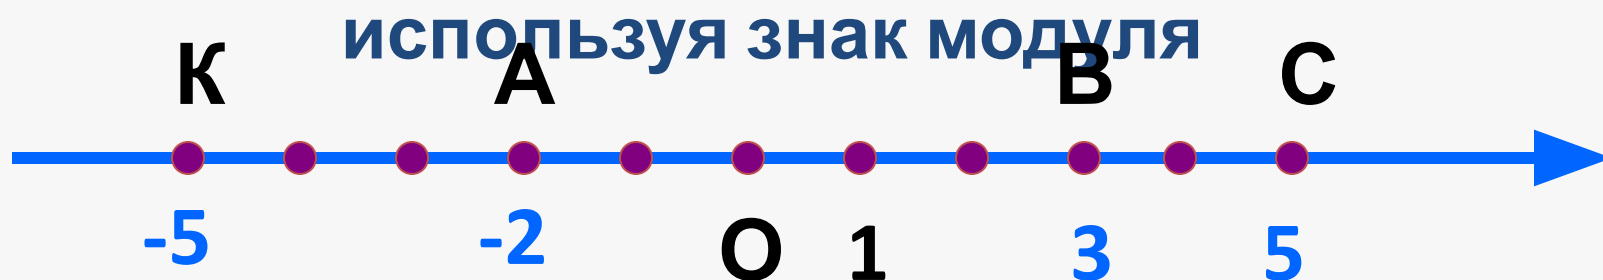 используя знак модуля
К А В С
-5 -2 О 1 3 5